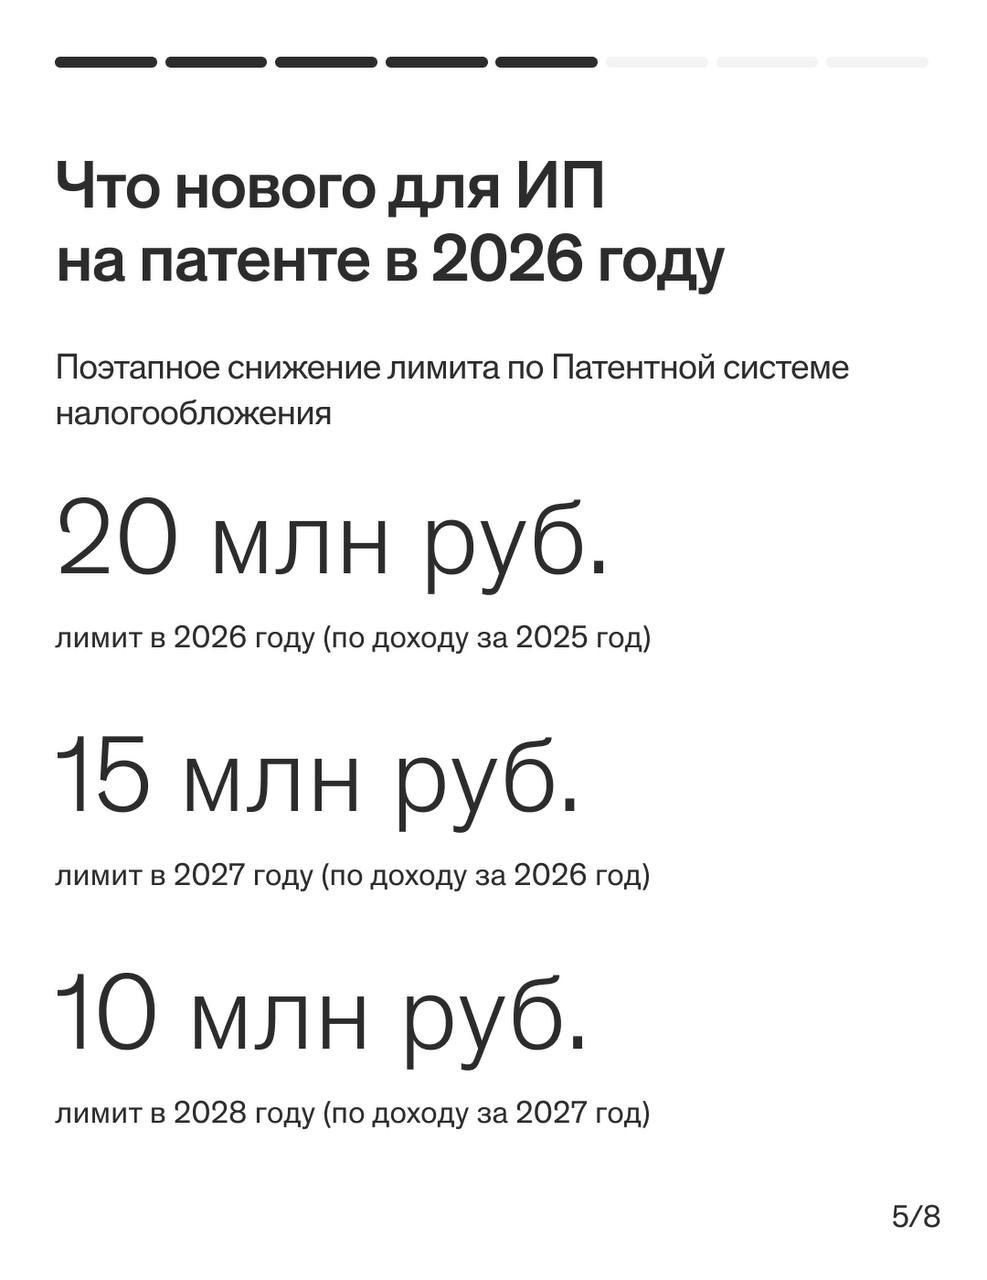 Что нового для ИП
на патенте в 2026 году
Поэтапное снижение лимита по Патентной системе
налогообложения
20 млн руб.
лимит в 2026 году (по доходу за 2025 год)
15 млн руб.
лимит в 2027 году (по доходу за 2026 год)
10 млн руб.
лимит в 2028 году (по доходу за 2027 год)
5/8